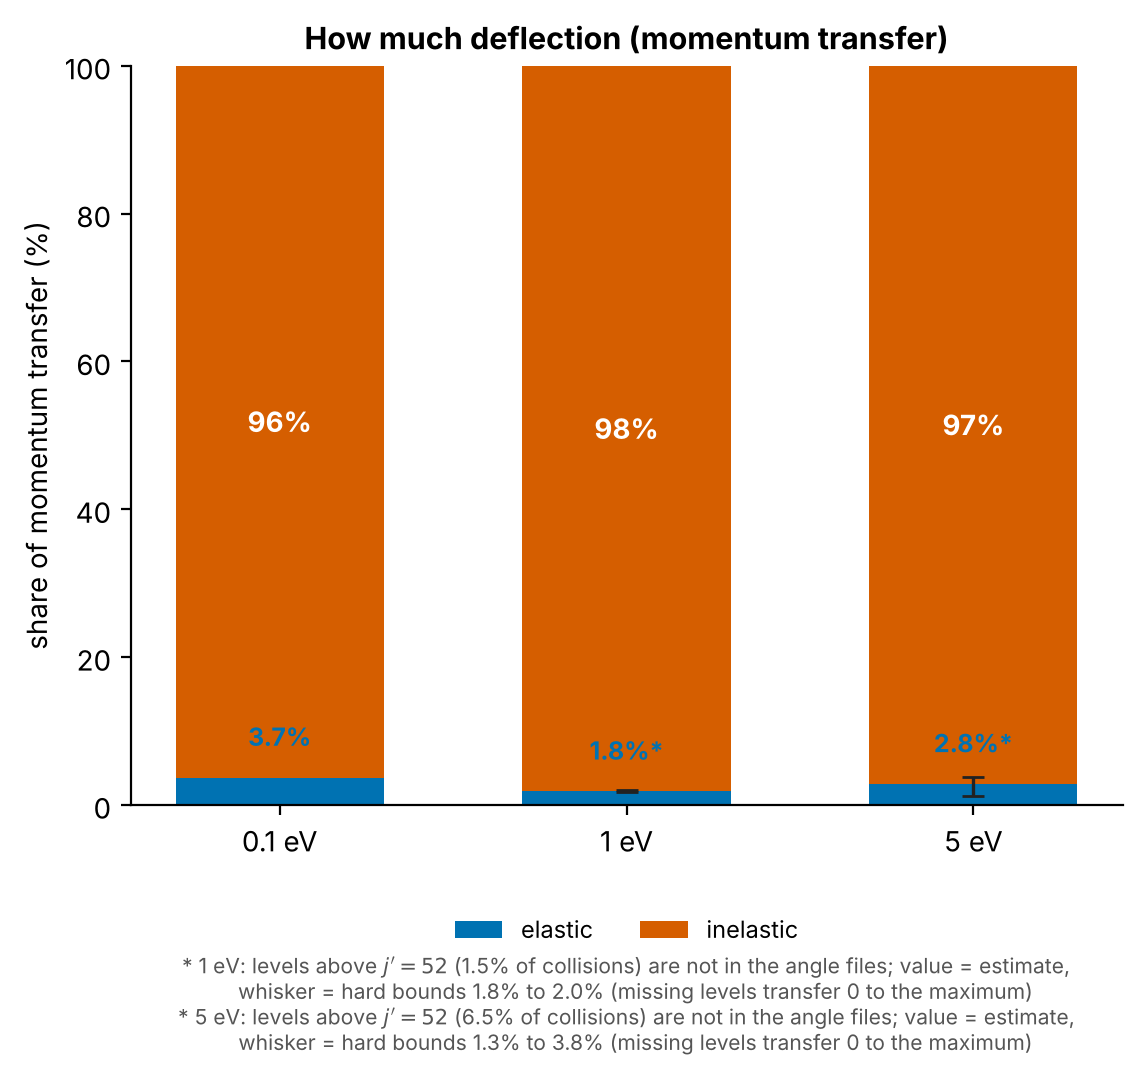 How much deflection (momentum transfer)
share of momentum transfer (%)
100
80
60
40
20
0
96%
98%
97%
3.7%
1.8%*
2.8%*
0.1 eV
1 eV
5 eV
elastic
inelastic
* 1 eV: levels above j′ = 52 (1.5% of collisions) are not in the angle files; value = estimate,
whisker = hard bounds 1.8% to 2.0% (missing levels transfer 0 to the maximum)
* 5 eV: levels above j′ = 52 (6.5% of collisions) are not in the angle files; value = estimate,
whisker = hard bounds 1.3% to 3.8% (missing levels transfer 0 to the maximum)